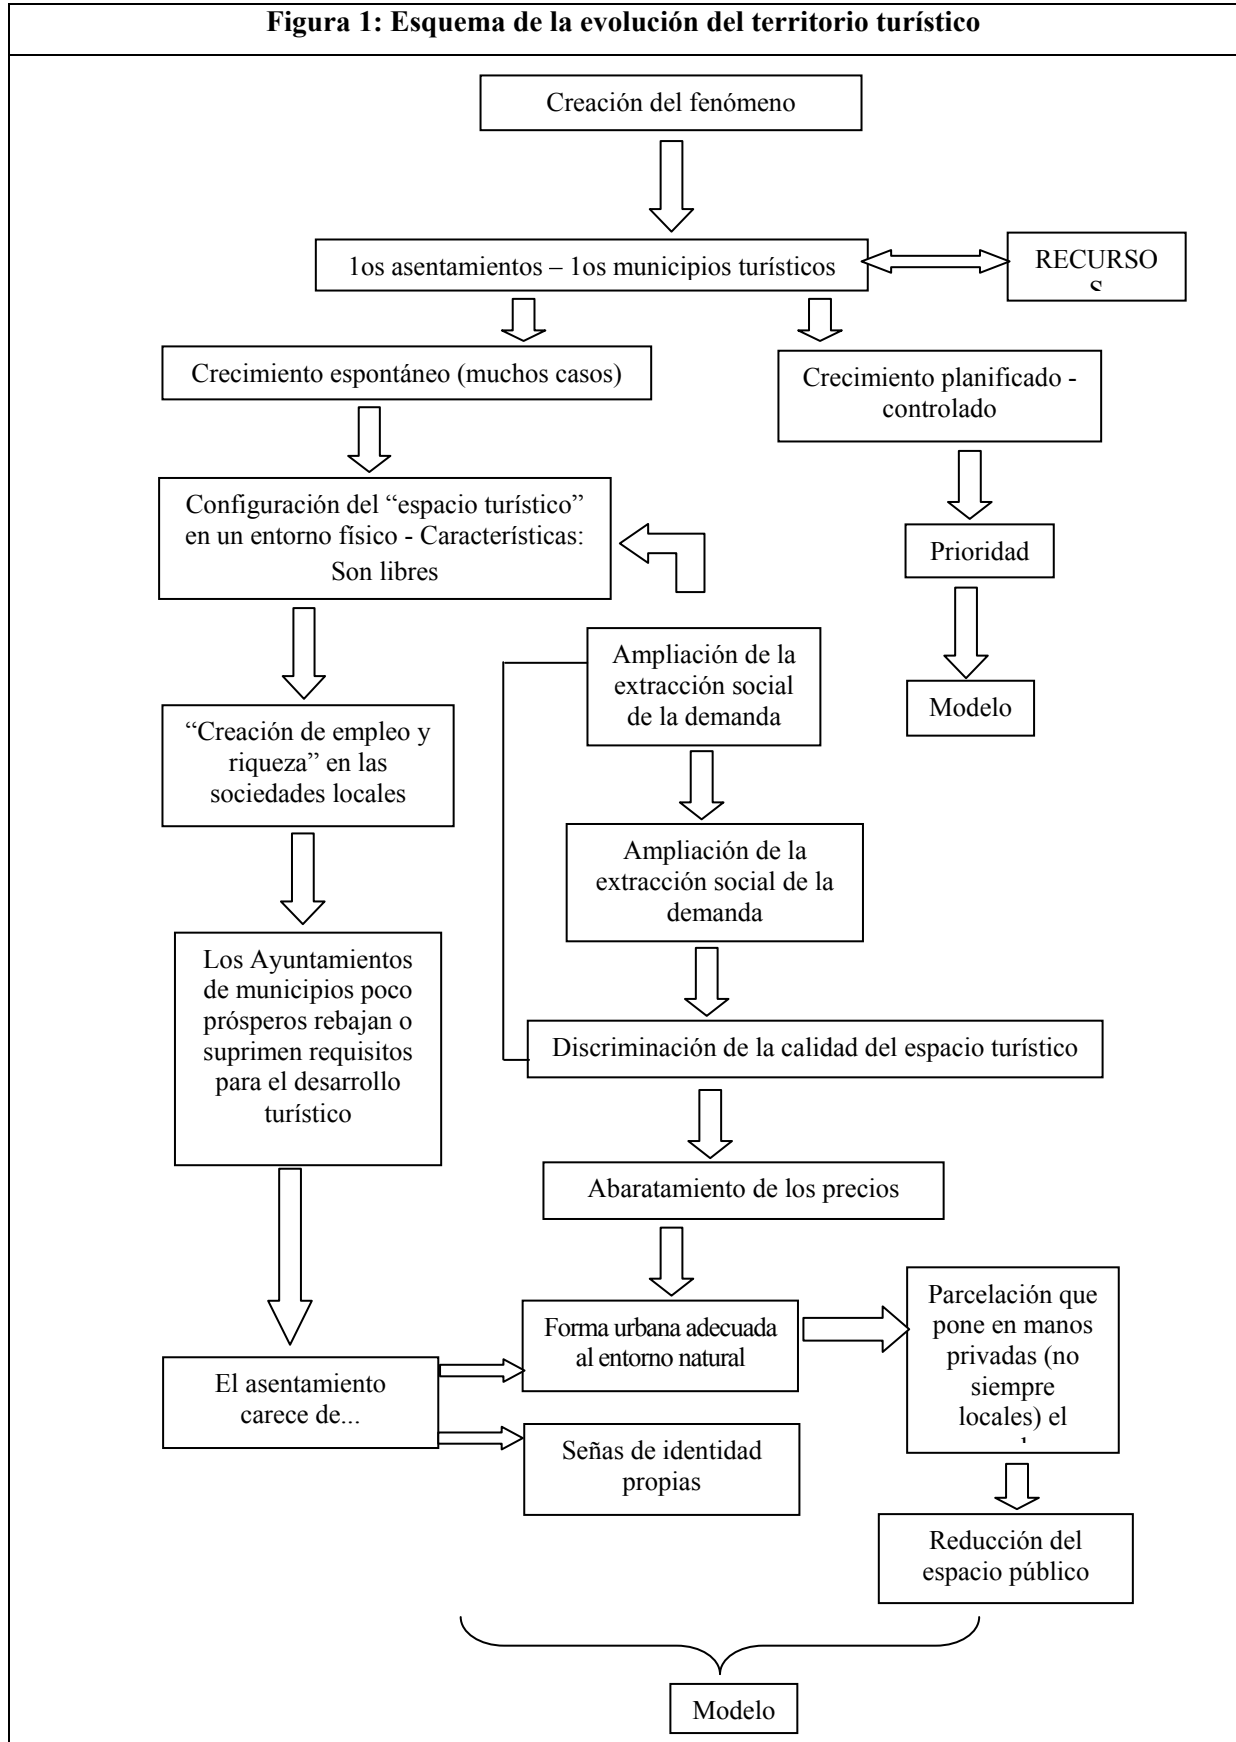 Figura 1: Esquema de la evolución del territorio turístico
Creación del fenómeno
1os asentamientos – 1os municipios turísticos
RECURSO
S
Crecimiento espontáneo (muchos casos)
Crecimiento planificado -
controlado
Configuración del “espacio turístico”
en un entorno físico - Características:
Son libres
Prioridad
Modelo
Ampliación de la
extracción social
de la demanda
“Creación de empleo y
riqueza” en las
sociedades locales
Ampliación de la
extracción social de la
demanda
Los Ayuntamientos
de municipios poco
prósperos rebajan o
suprimen requisitos
para el desarrollo
turístico
Discriminación de la calidad del espacio turístico
Abaratamiento de los precios
Forma urbana adecuada
al entorno natural
Parcelación que
pone en manos
privadas (no
siempre
locales) el
El asentamiento
carece de...
Señas de identidad
propias
Reducción del
espacio público
Modelo